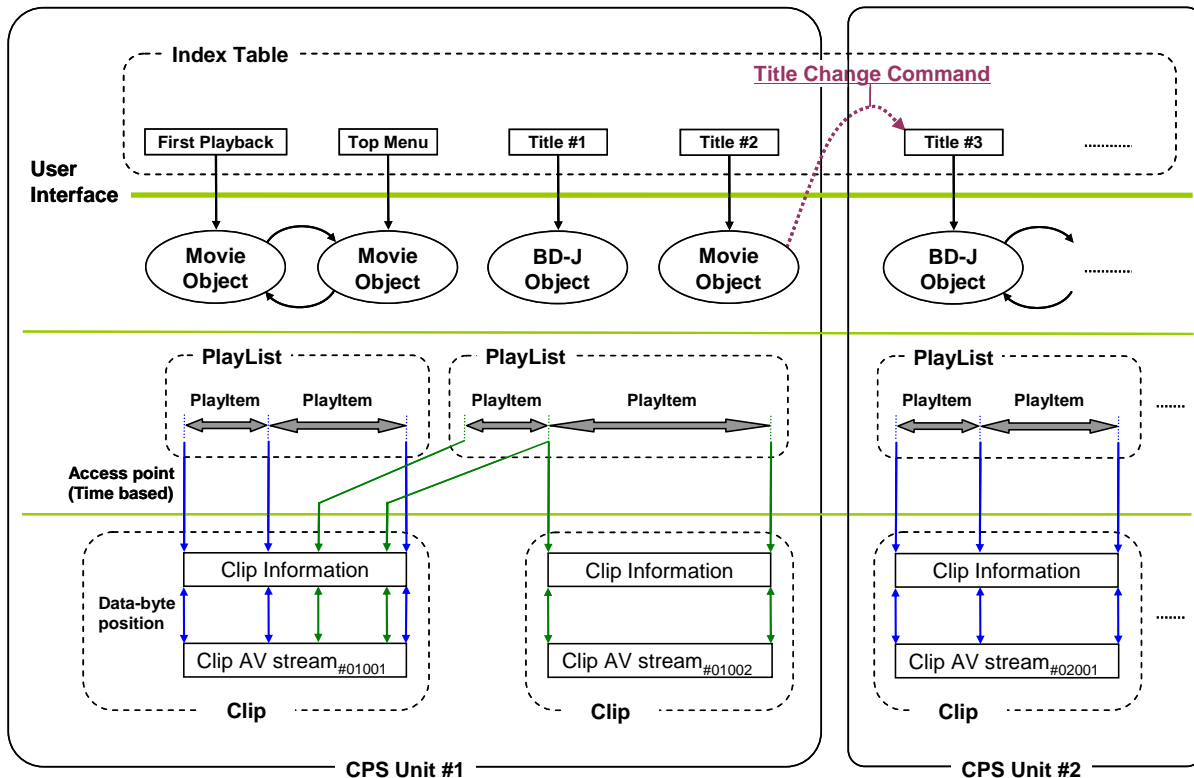 Index Table
Title Change Command
First Playback
Top Menu
Title #1
Title #2
Title #3
.........
User
Interface
Movie
Object
Movie
Object
BD-J
Object
Movie
Object
BD-J
Object
.........
PlayList
PlayList
PlayList
PlayItem
PlayItem
PlayItem
PlayItem
PlayItem
PlayItem
......
Access point
(Time based)
Clip Information
Clip Information
Clip Information
Data-byte
position
......
Clip AV stream#01001
Clip AV stream#01002
Clip AV stream#02001
Clip
Clip
Clip
CPS Unit #1
CPS Unit #2